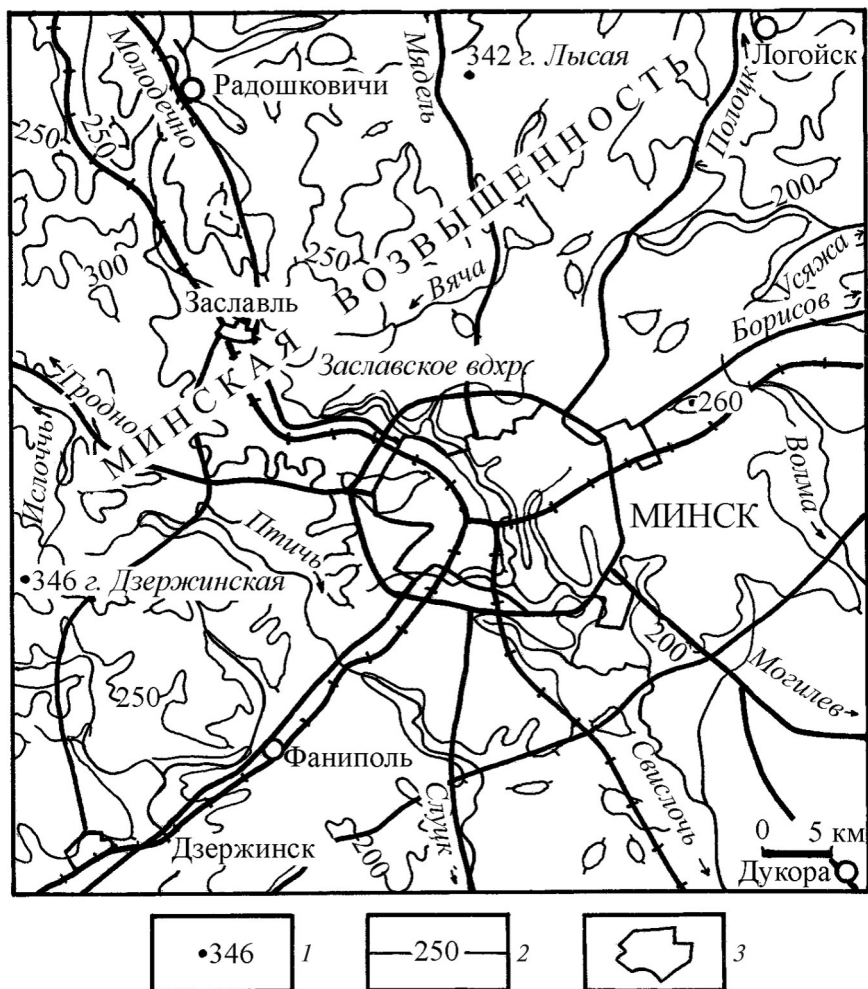 Молодечно
Радошковичи
Мядель
342 г. Лысая
Логойск
Полоцк
250
250
200
МИНСКАЯ ВОЗВЫШЕННОСТЬ
300
250
Вяча
Усяжа
Борисов
Заславль
Заславское вдхр.
Гродно
260
Ислоччь
Птичь
МИНСК
Волма
346 г. Дзержинская
200
250
Могилев
Фаниполь
Слуцк
Свислочь
0 5 км
Дзержинск
200
Дукора
346 1
250 2
3